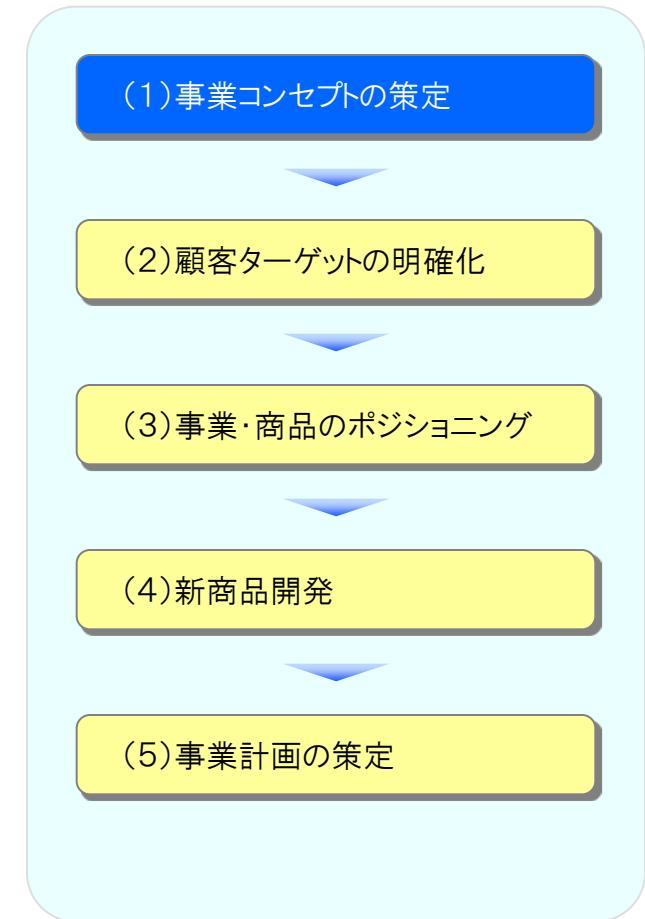 （1）事業コンセプトの策定
（2）顧客ターゲットの明確化
（3）事業・商品のポジショニング
（4）新商品開発
（5）事業計画の策定